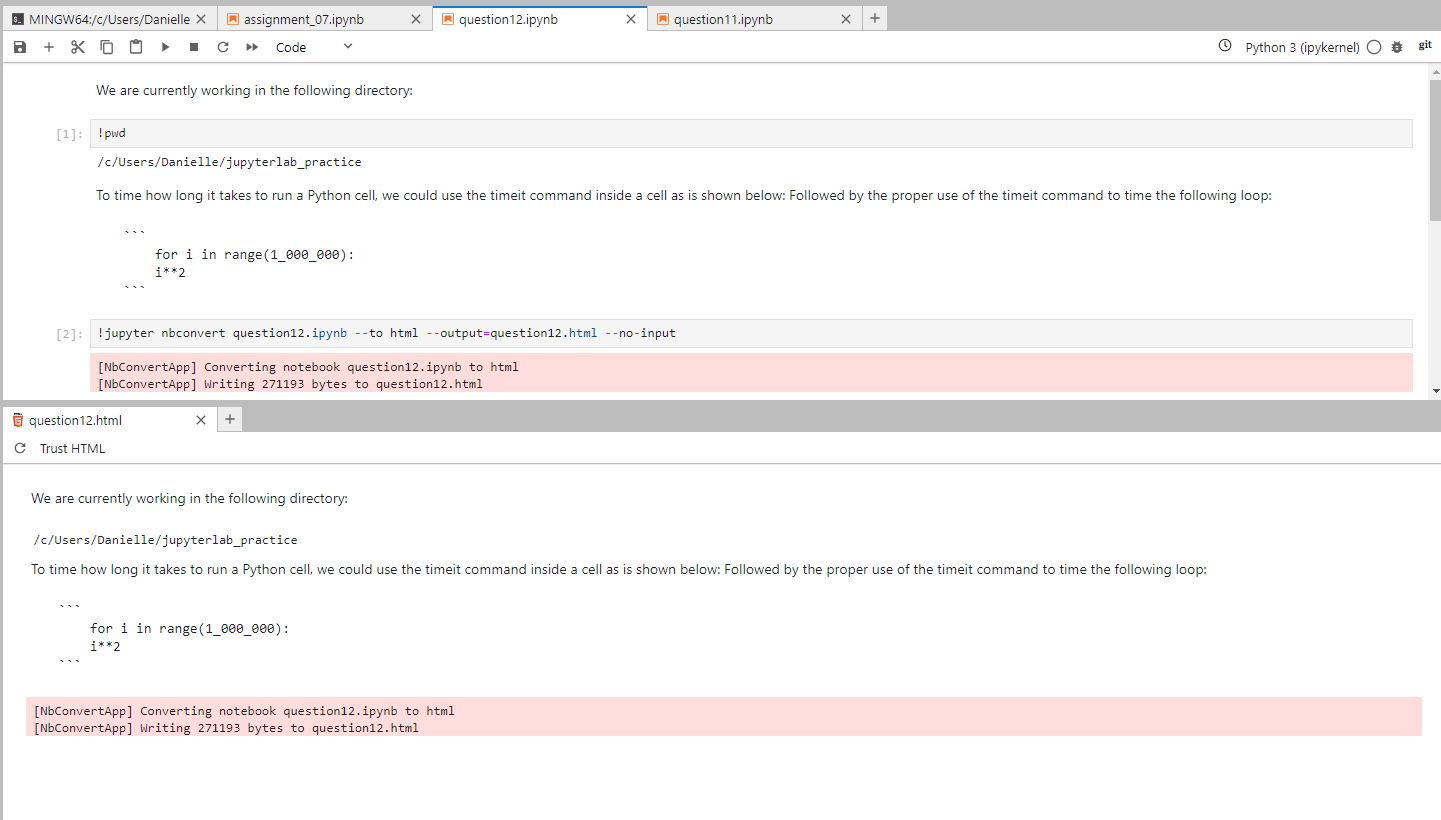 MINGW64:/c/Users/Danielle
assignment_07.ipynb
question12.ipynb
question11.ipynb
Code
Python 3 (ipykernel)
git
We are currently working in the following directory:
[1]:
!pwd
/c/Users/Danielle/jupyterlab_practice
To time how long it takes to run a Python cell, we could use the timeit command inside a cell as is shown below: Followed by the proper use of the timeit command to time the following loop:
```
for i in range(1_000_000):
i**2
```
[2]:
!jupyter nbconvert question12.ipynb --to html --output=question12.html --no-input
[NbConvertApp] Converting notebook question12.ipynb to html
[NbConvertApp] Writing 271193 bytes to question12.html
question12.html
Trust HTML
We are currently working in the following directory:
/c/Users/Danielle/jupyterlab_practice
To time how long it takes to run a Python cell, we could use the timeit command inside a cell as is shown below: Followed by the proper use of the timeit command to time the following loop:
```
for i in range(1_000_000):
i**2
```
[NbConvertApp] Converting notebook question12.ipynb to html
[NbConvertApp] Writing 271193 bytes to question12.html